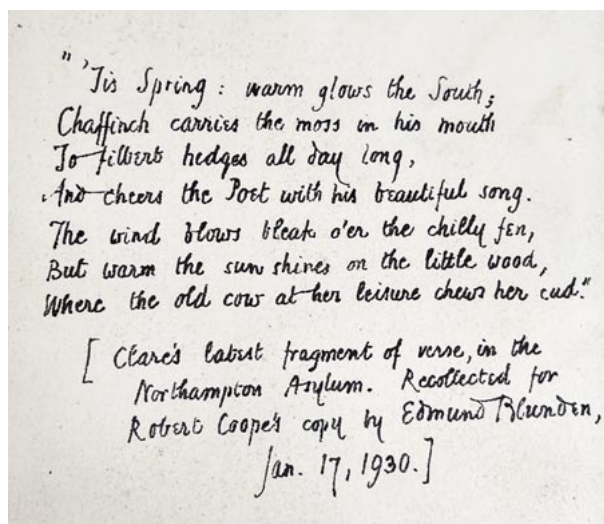 " 'Tis Spring: warm glows the South;
Chaffinch carries the moss in his mouth
To filbert hedges all day long,
And cheers the Poet with his beautiful song.
The wind blows bleak o'er the chilly fen,
But warm the sun shines on the little wood,
Where the old cow at her leisure chews her cud."
[ Clare's latest fragment of verse, in the
Northampton Asylum. Recollected for
Robert Coope's copy by Edmund Blunden,
Jan. 17, 1930.]